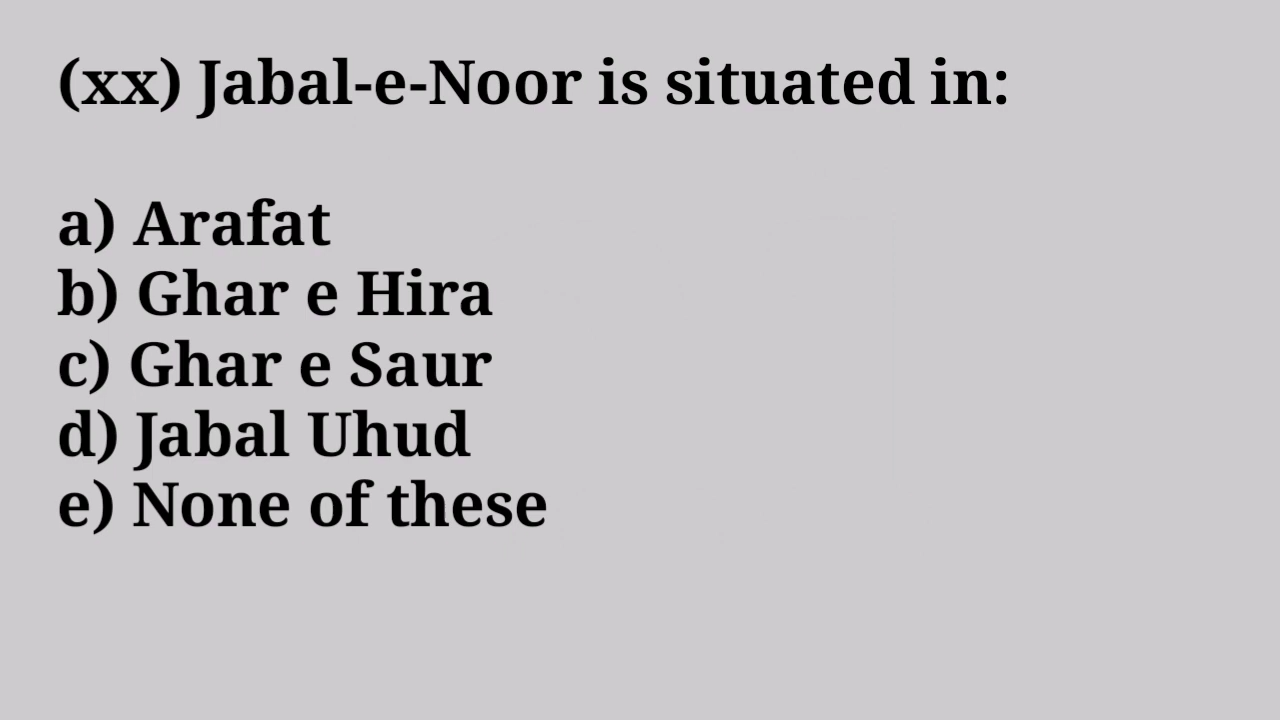 (xx) Jabal-e-Noor is situated in:
a) Arafat
b) Ghar e Hira
c) Ghar e Saur
d) Jabal Uhud
e) None of these